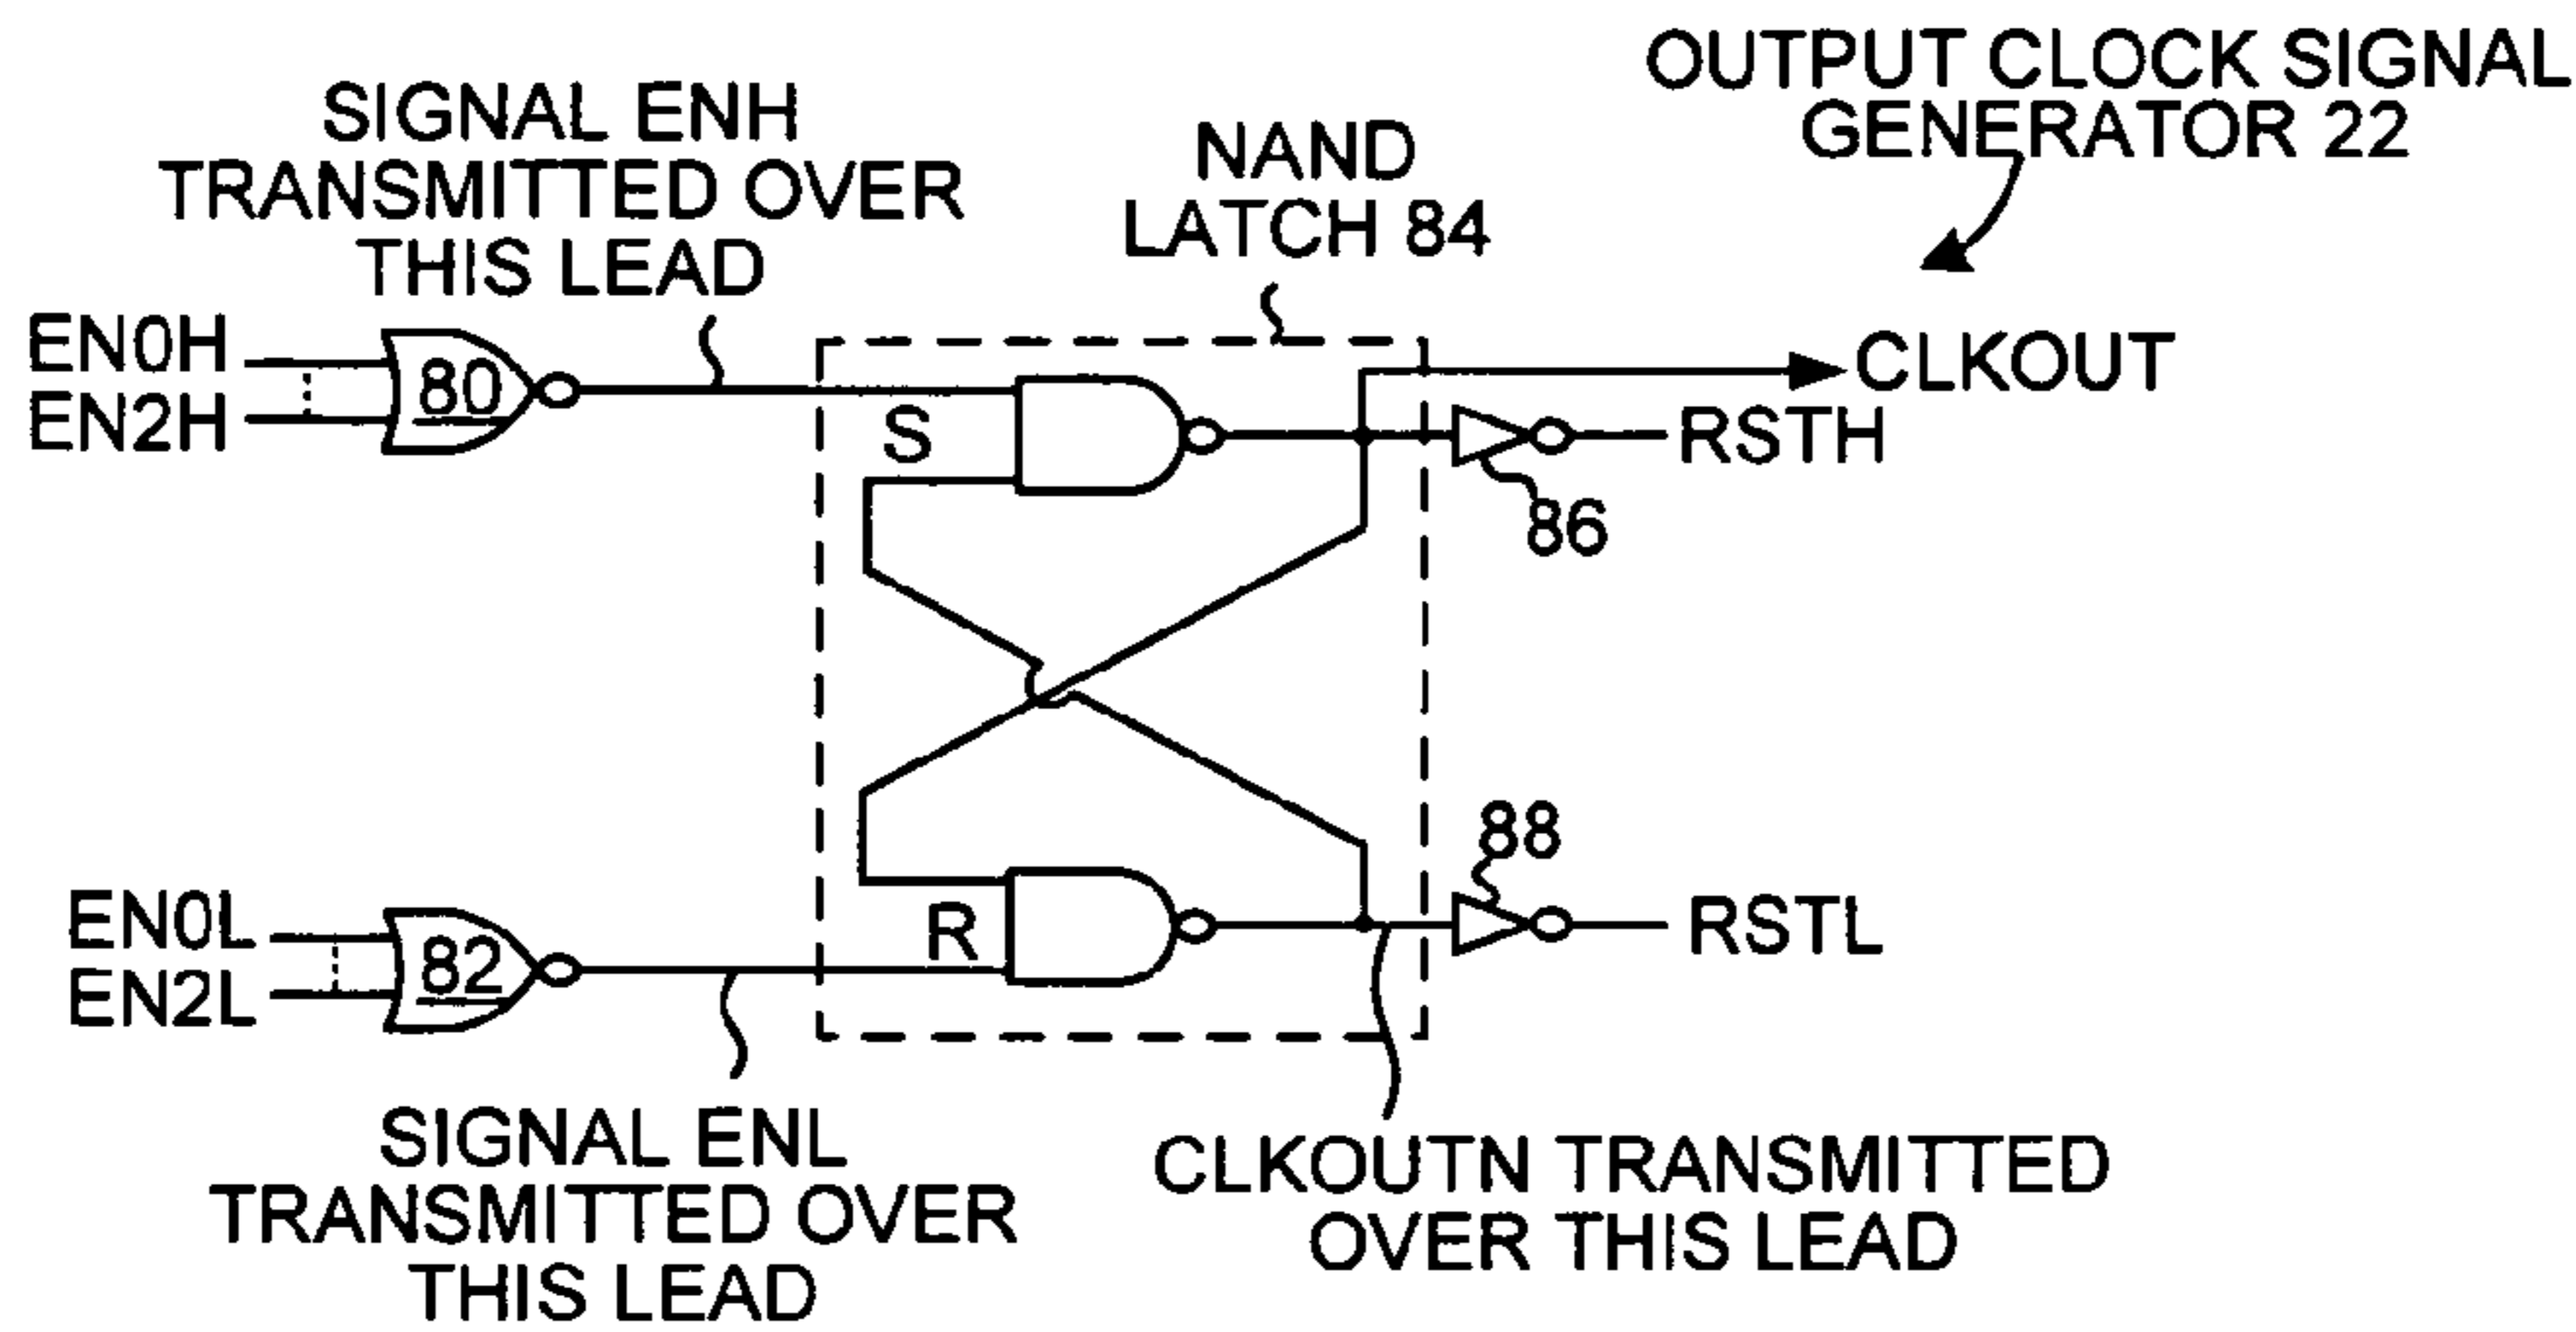 OUTPUT CLOCK SIGNAL
GENERATOR 22
SIGNAL ENH
TRANSMITTED OVER
THIS LEAD
NAND
LATCH 84
EN0H
EN2H
80
S
CLKOUT
RSTH
86
EN0L
EN2L
82
R
88
RSTL
SIGNAL ENL
TRANSMITTED OVER
THIS LEAD
CLKOUTN TRANSMITTED
OVER THIS LEAD